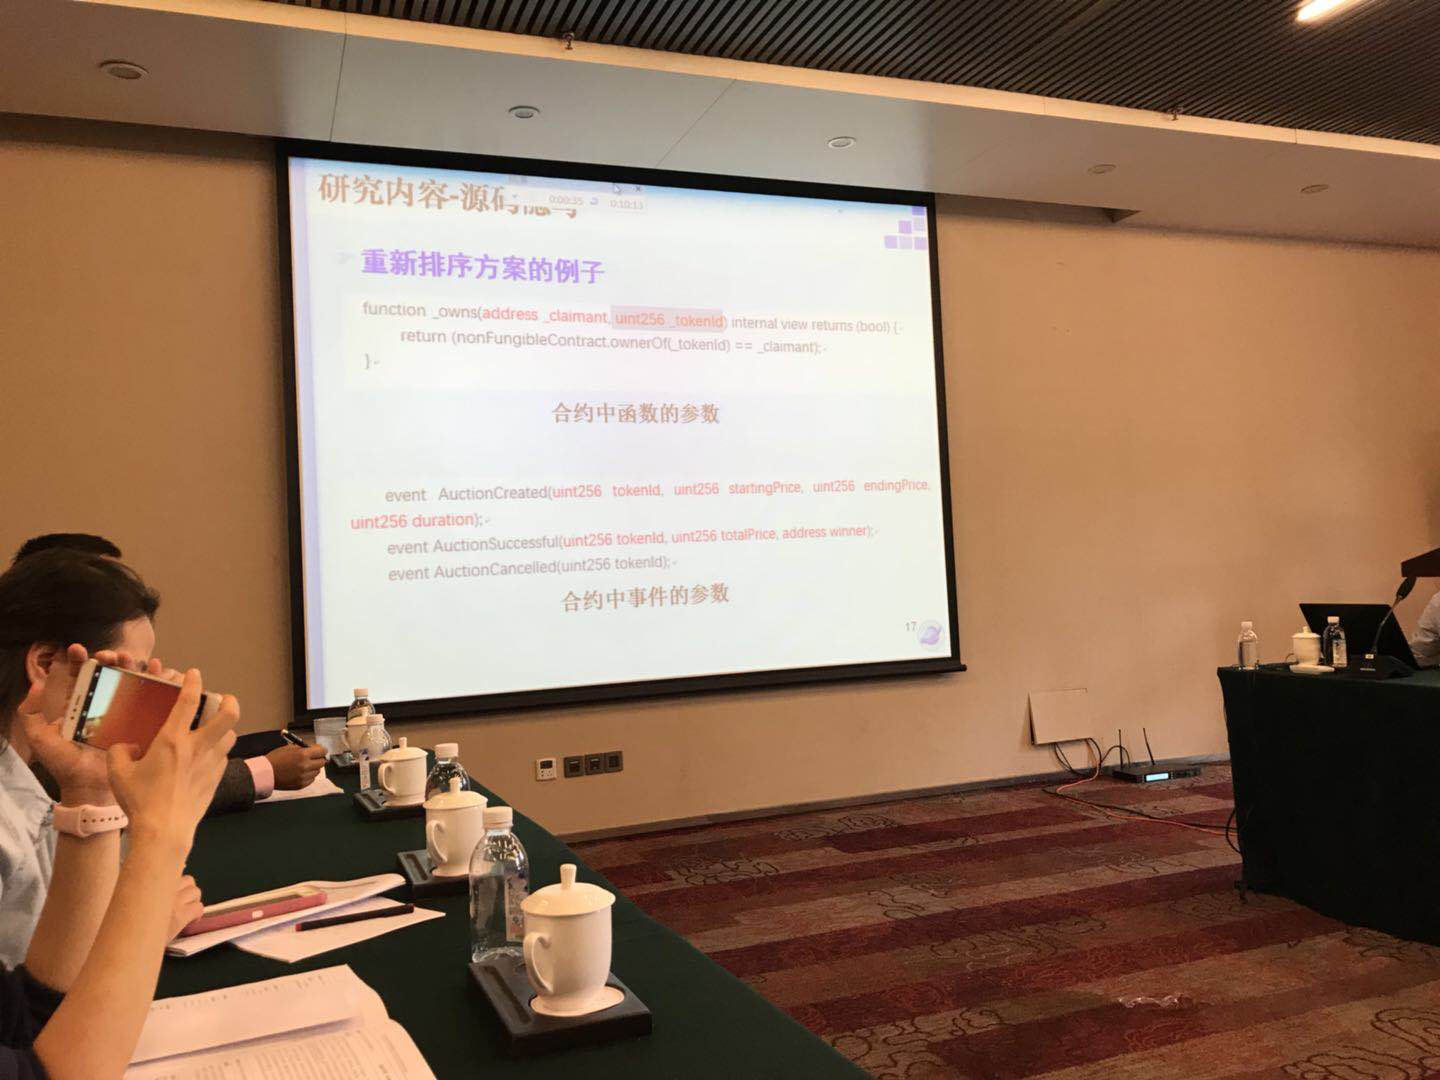 研究内容-源码
0:00:35 0:10:13
重新排序方案的例子
function _owns(address _claimant, uint256 _tokenId) internal view returns (bool) {
return (nonFungibleContract.ownerOf(_tokenId) == _claimant);
}
合约中函数的参数
event AuctionCreated(uint256 tokenId, uint256 startingPrice, uint256 endingPrice,
uint256 duration);
event AuctionSuccessful(uint256 tokenId, uint256 totalPrice, address winner);
event AuctionCancelled(uint256 tokenId);
合约中事件的参数
17